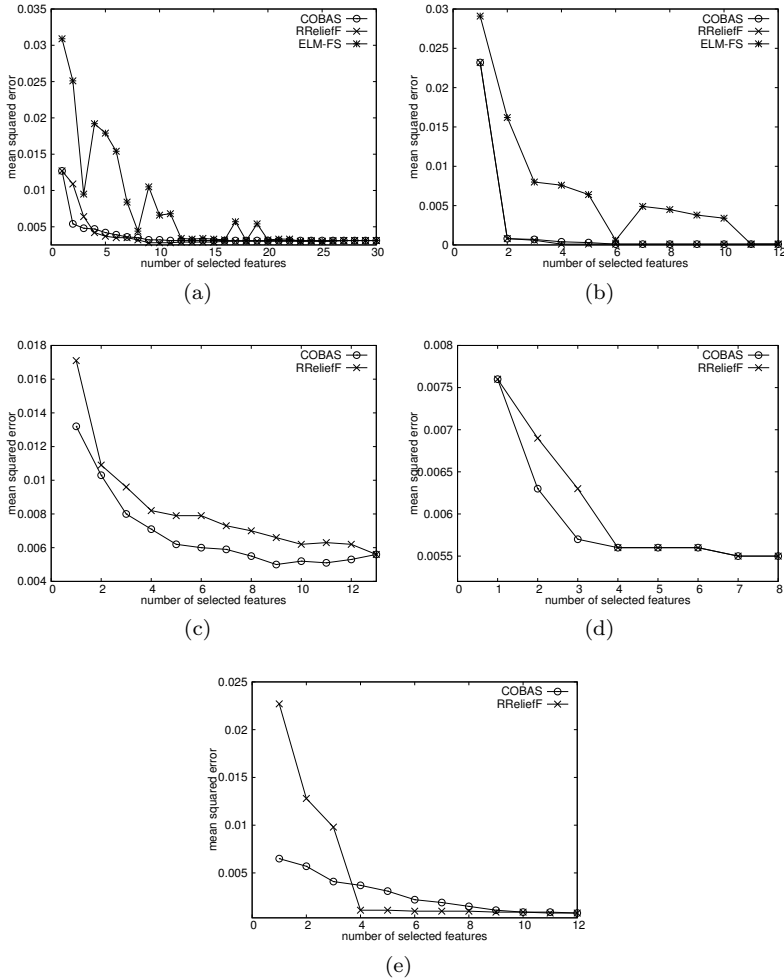 0.035
0.03
0.025
0.02
0.015
0.01
0.005
0 5 10 15 20 25 30
mean squared error
number of selected features
COBAS
RReliefF
ELM-FS
(a)
0.03
0.025
0.02
0.015
0.01
0.005
0
0 2 4 6 8 10 12
mean squared error
number of selected features
COBAS
RReliefF
ELM-FS
(b)
0.018
0.016
0.014
0.012
0.01
0.008
0.006
0.004
0 2 4 6 8 10 12
mean squared error
number of selected features
COBAS
RReliefF
(c)
0.008
0.0075
0.007
0.0065
0.006
0.0055
0 1 2 3 4 5 6 7 8
mean squared error
number of selected features
COBAS
RReliefF
(d)
0.025
0.02
0.015
0.01
0.005
0 2 4 6 8 10 12
mean squared error
number of selected features
COBAS
RReliefF
(e)